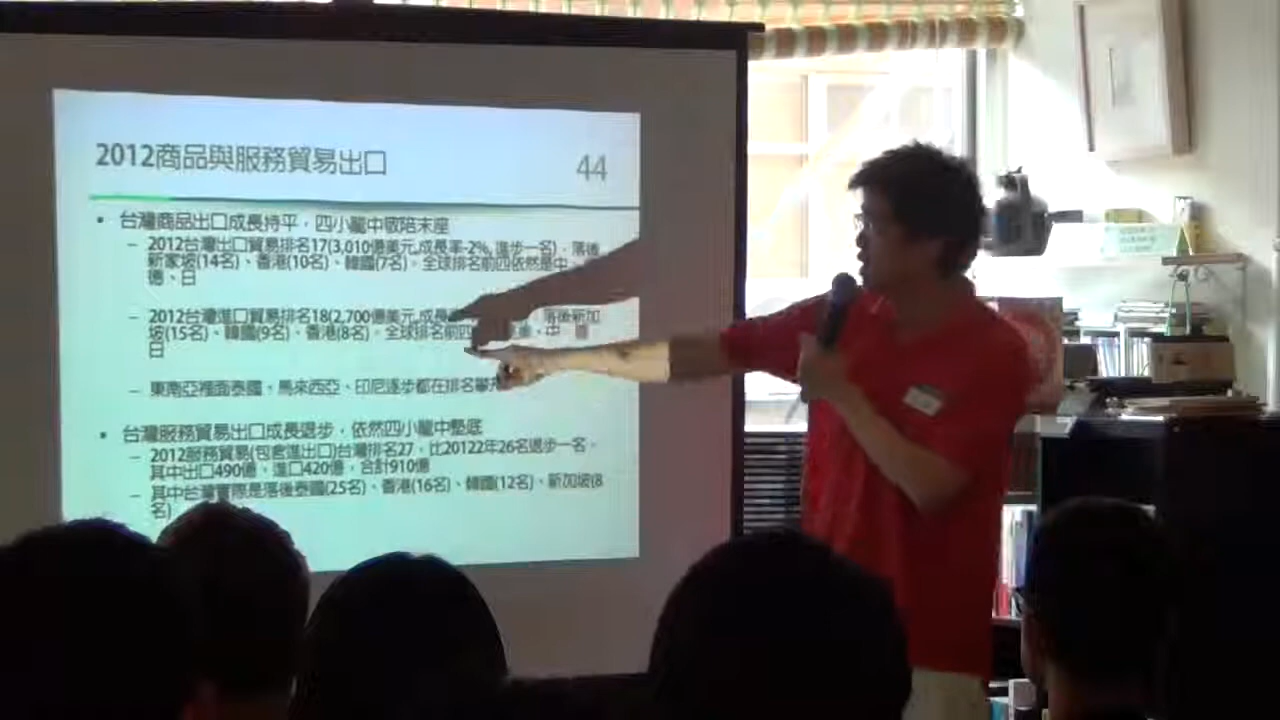 2012商品與服務貿易出口
44
• 台灣商品出口成長持平，四小龍中敬陪末座
– 2012台灣出口貿易排名17(3,010億美元,成長率-2%, 進步一名)，落後
新家坡(14名)、香港(10名)、韓國(7名)。全球排名前四依然是中、
德、日
– 2012台灣進口貿易排名18(2,700億美元,成長 落後新加
坡(15名)、韓國(9名)、香港(8名)。全球排名前四 、中 德
日
– 東南亞裡面泰國、馬來西亞、印尼逐步都在排名攀升
• 台灣服務貿易出口成長退步，依然四小龍中墊底
– 2012服務貿易(包含進出口)台灣排名27，比20122年26名退步一名，
其中出口490億，進口420億，合計910億
– 其中台灣實際是落後泰國(25名)、香港(16名)、韓國(12名)、新加坡(8
名)